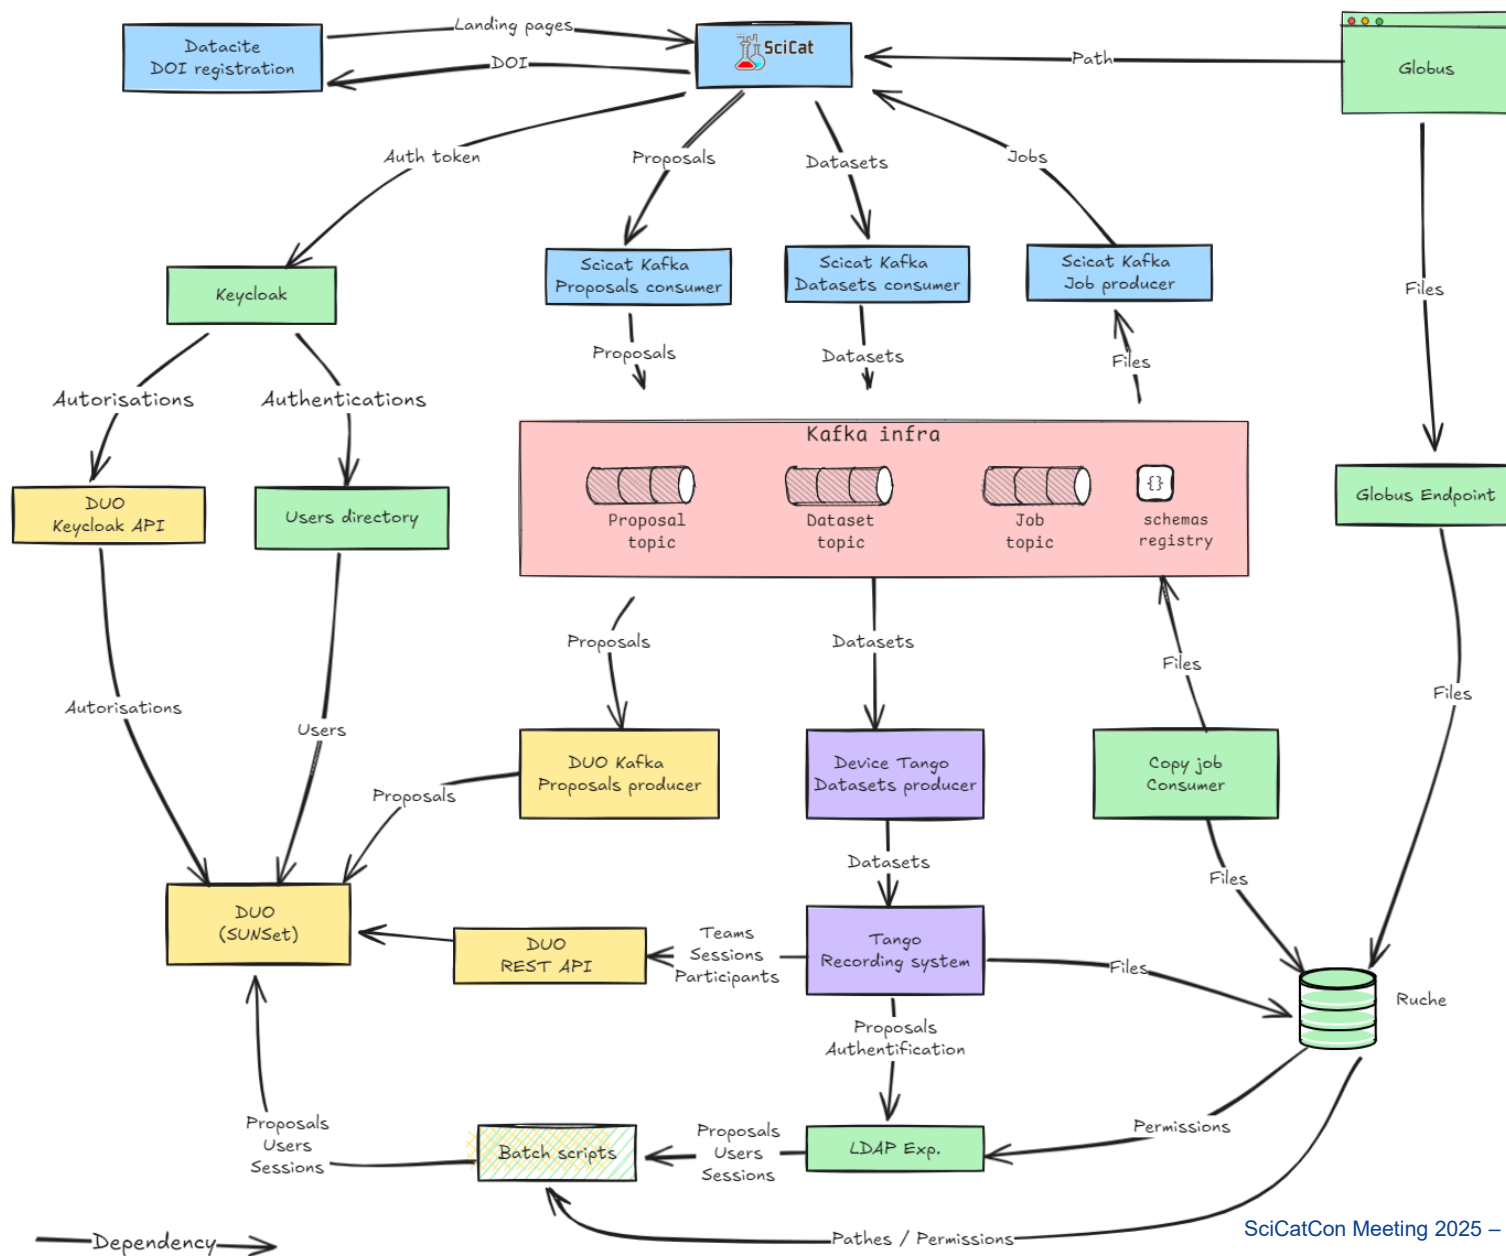 Landing pages
Datacite
DOI registration
DOI
SciCat
Path
Globus
Auth token
Proposals
Datasets
Jobs
Keycloak
Scicat Kafka
Proposals consumer
Scicat Kafka
Datasets consumer
Scicat Kafka
Job producer
Files
Proposals
Datasets
Files
Autorisations
Authentications
Kafka infra
{}
Proposal
topic
Dataset
topic
Job
topic
schemas
registry
DUO
Keycloak API
Users directory
Globus Endpoint
Proposals
Datasets
Files
Files
Autorisations
Users
DUO Kafka
Proposals producer
Device Tango
Datasets producer
Copy job
Consumer
Proposals
Datasets
Files
DUO
(SUNSet)
DUO
REST API
Teams
Sessions
Participants
Tango
Recording system
Files
Ruche
Proposals
Authentification
Proposals
Users
Sessions
Batch scripts
Proposals
Users
Sessions
LDAP Exp.
Permissions
Pathes / Permissions
Dependency
SciCatCon Meeting 2025 –